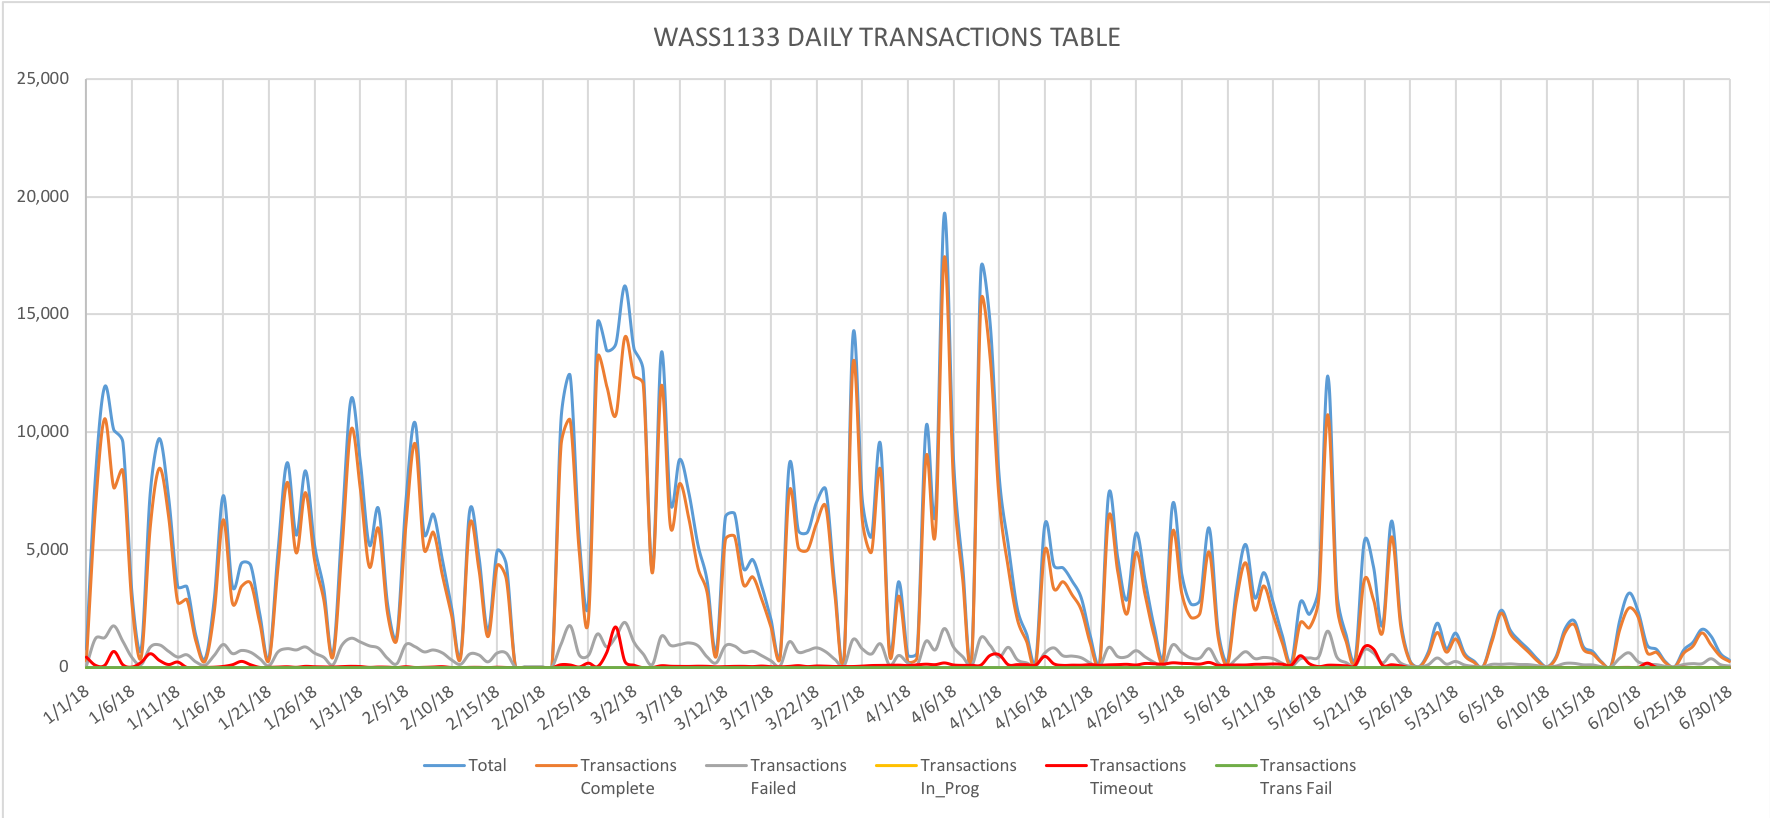 WASS1133 DAILY TRANSACTIONS TABLE
25,000
20,000
15,000
10,000
5,000
0
1/1/18 1/6/18 1/11/18 1/16/18 1/21/18 1/26/18 1/31/18 2/5/18 2/10/18 2/15/18 2/20/18 2/25/18 3/2/18 3/7/18 3/12/18 3/17/18 3/22/18 3/27/18 4/1/18 4/6/18 4/11/18 4/16/18 4/21/18 4/26/18 5/1/18 5/6/18 5/11/18 5/16/18 5/21/18 5/26/18 5/31/18 6/5/18 6/10/18 6/15/18 6/20/18 6/25/18 6/30/18
Total Transactions Transactions Transactions Transactions Transactions
Complete Failed In_Prog Timeout Trans Fail